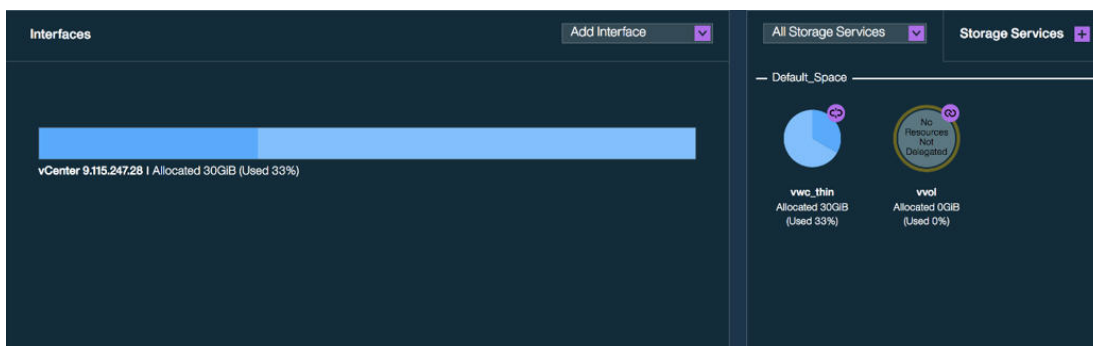 Interfaces
Add Interface
vCenter 9.115.247.28 | Allocated 30GiB (Used 33%)
All Storage Services
Storage Services
Default_Space
No
Resources
Not
Delegated
vwc_thin
Allocated 30GiB
(Used 33%)
vvol
Allocated 0GiB
(Used 0%)